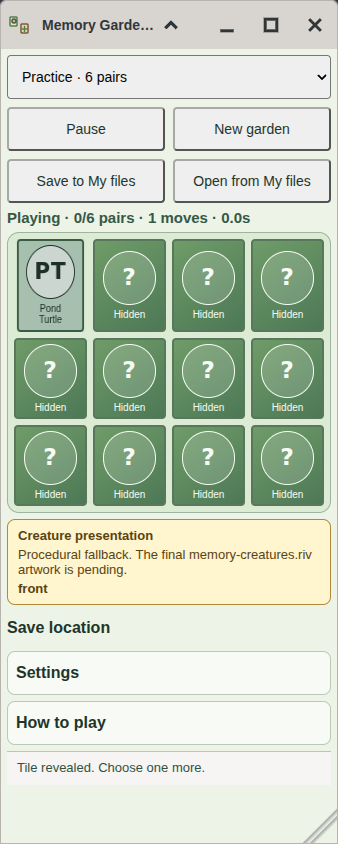 Memory Garde...
Practice · 6 pairs
Pause
New garden
Save to My files
Open from My files
Playing · 0/6 pairs · 1 moves · 0.0s
PT
Pond
Turtle
?
Hidden
?
Hidden
?
Hidden
?
Hidden
?
Hidden
?
Hidden
?
Hidden
?
Hidden
?
Hidden
?
Hidden
?
Hidden
Creature presentation
Procedural fallback. The final memory-creatures.riv
artwork is pending.
front
Save location
Settings
How to play
Tile revealed. Choose one more.